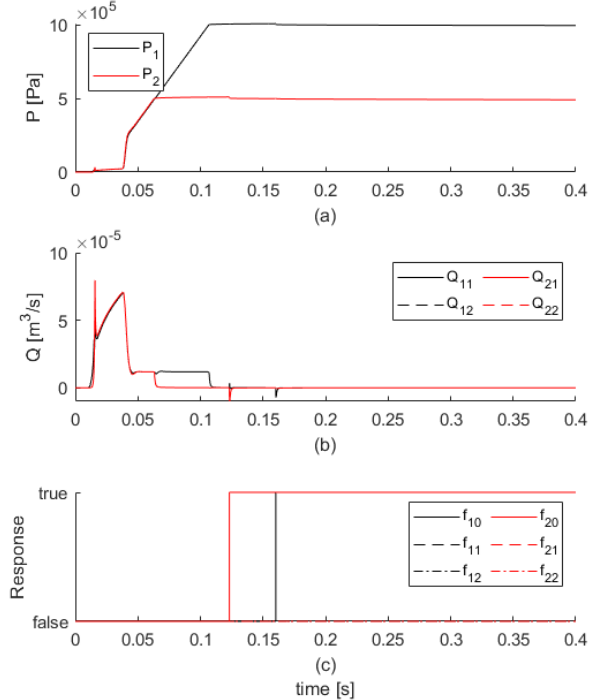 ×10⁵
10
5
0
P [Pa]
P₁
P₂
0 0.05 0.1 0.15 0.2 0.25 0.3 0.35 0.4
(a)
×10⁻⁵
10
5
0
Q [m³/s]
Q₁₁ Q₂₁
Q₁₂ Q₂₂
0 0.05 0.1 0.15 0.2 0.25 0.3 0.35 0.4
(b)
true
false
Response
f₁₀ f₂₀
f₁₁ f₂₁
f₁₂ f₂₂
0 0.05 0.1 0.15 0.2 0.25 0.3 0.35 0.4
(c)
time [s]